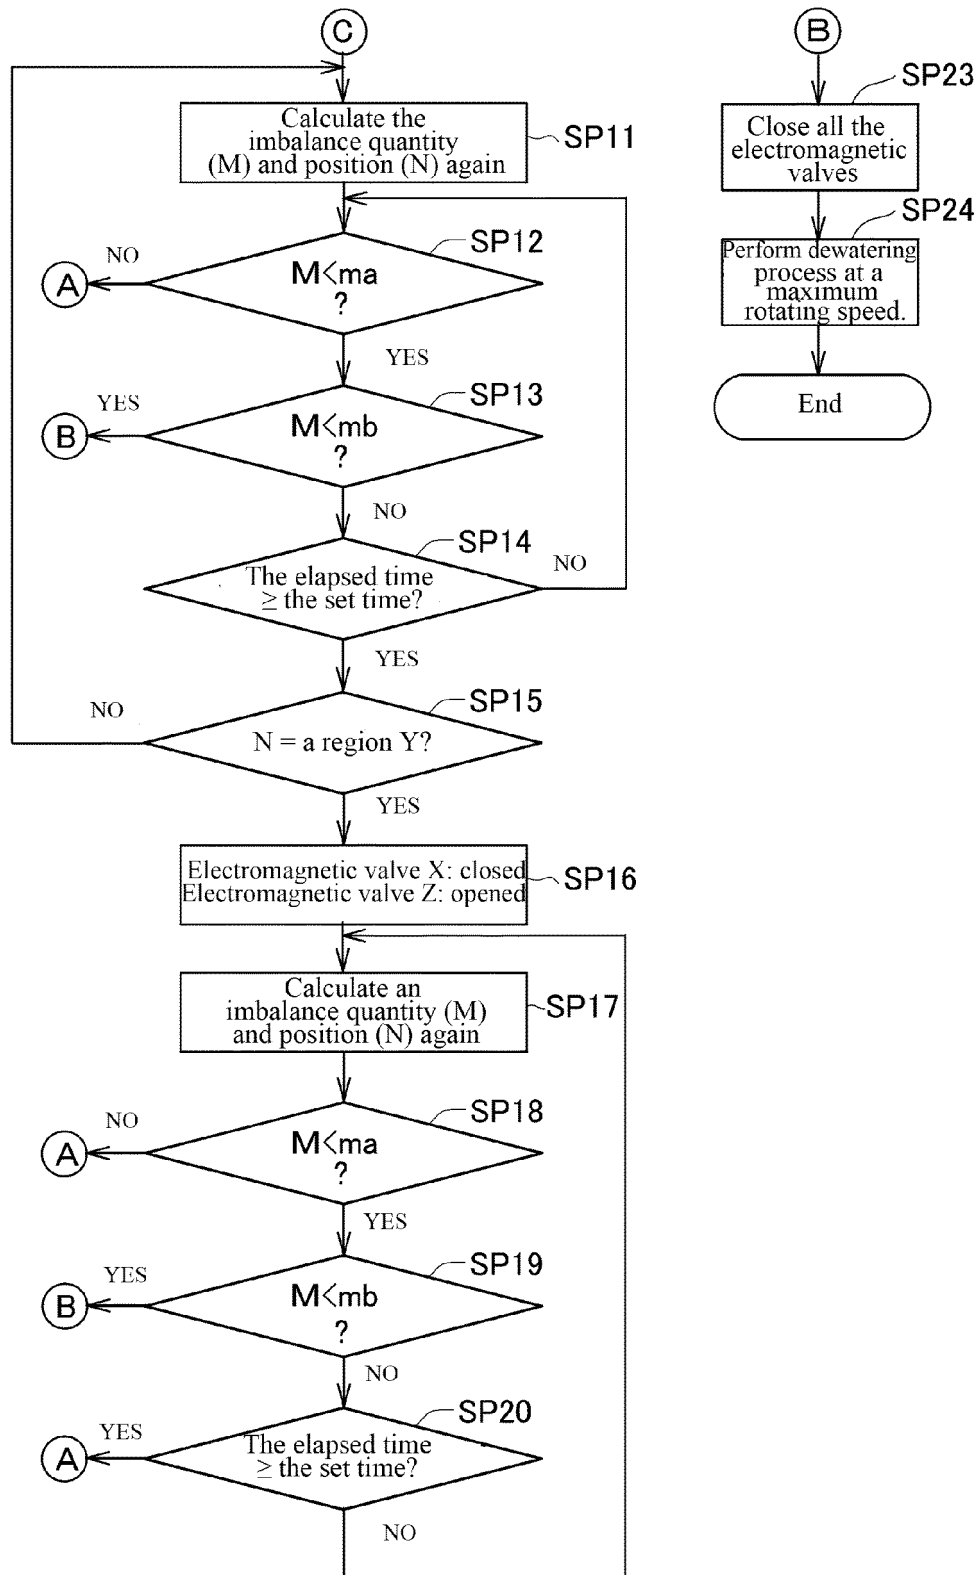 C
Calculate the
imbalance quantity
(M) and position (N) again
SP11
SP12
NO
A
M<ma
?
YES
SP13
YES
B
M<mb
?
NO
SP14
The elapsed time
≥ the set time?
NO
YES
SP15
NO
N = a region Y?
YES
Electromagnetic valve X: closed
Electromagnetic valve Z: opened
SP16
Calculate an
imbalance quantity (M)
and position (N) again
SP17
SP18
NO
A
M<ma
?
YES
SP19
YES
B
M<mb
?
NO
SP20
YES
A
The elapsed time
≥ the set time?
NO
B
SP23
Close all the
electromagnetic
valves
SP24
Perform dewatering
process at a
maximum
rotating speed.
End